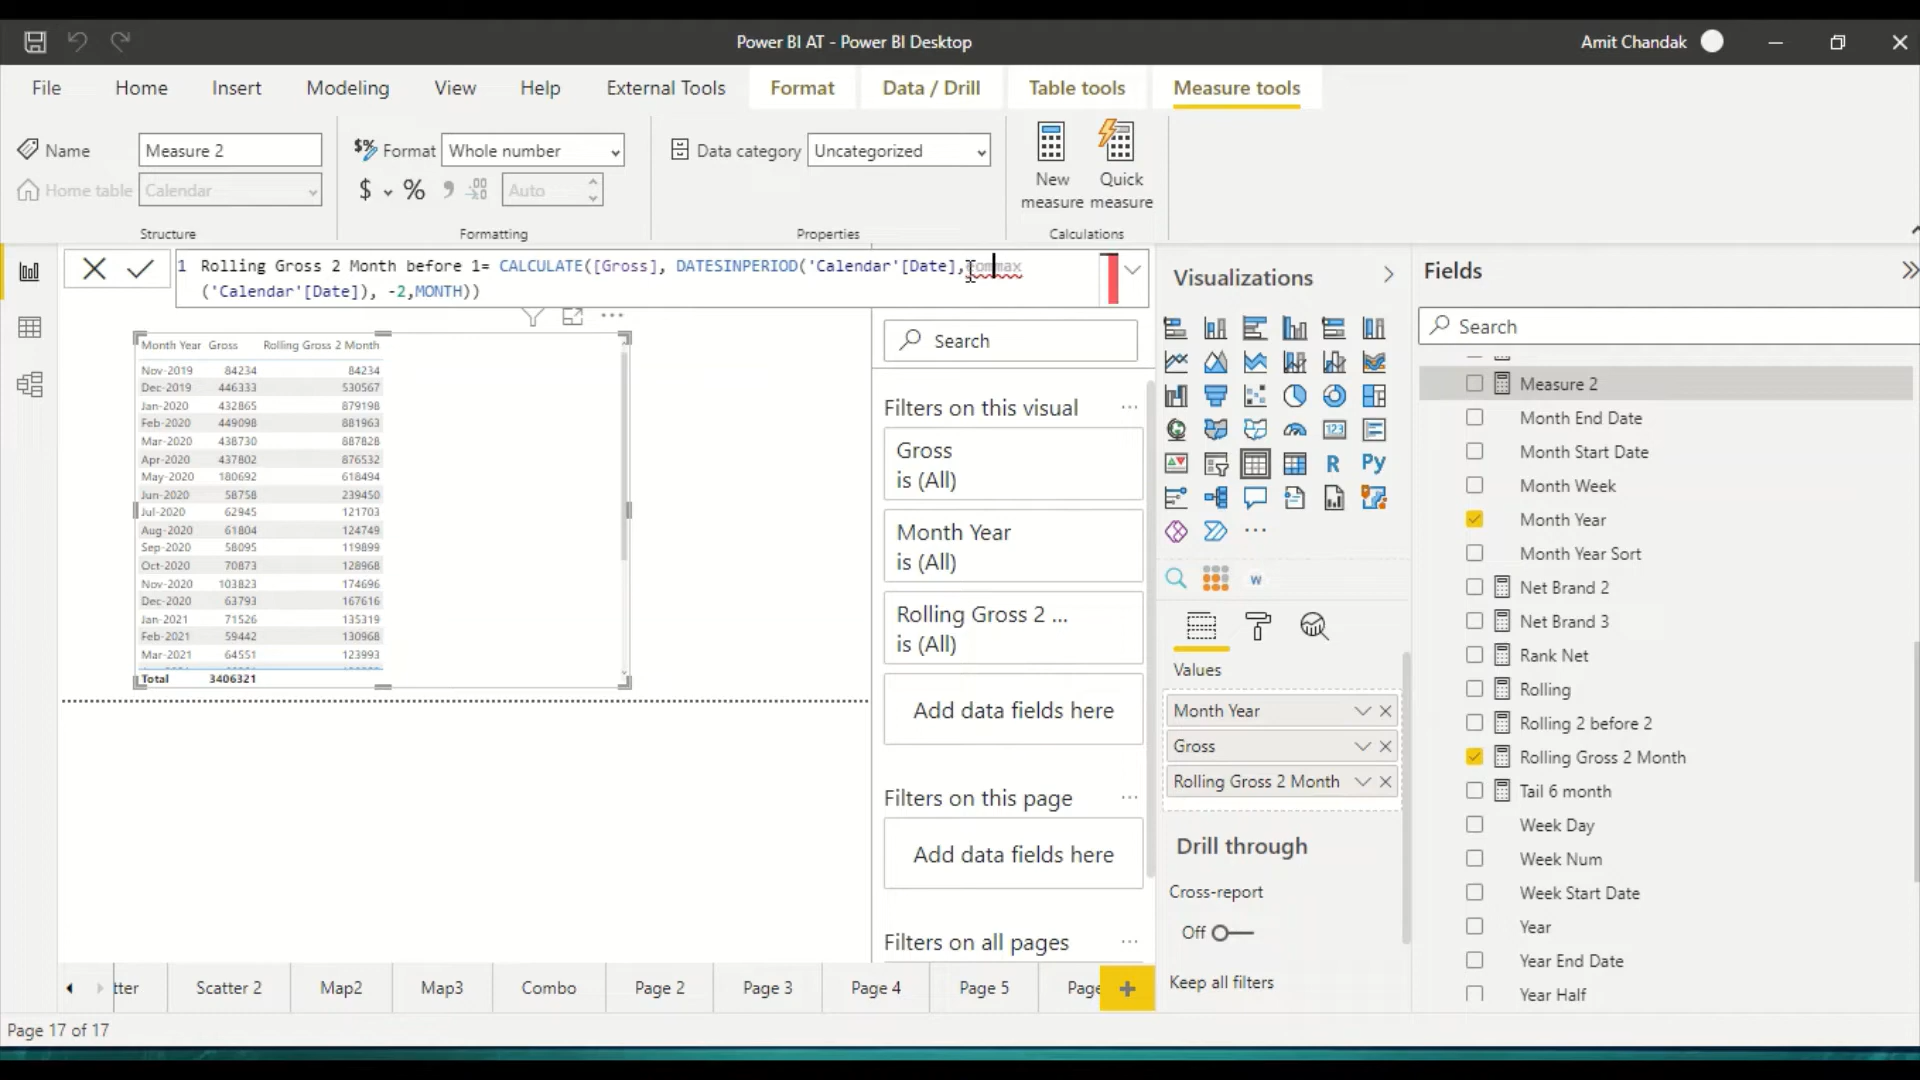 Power BI AT - Power BI Desktop
Amit Chandak
File
Home
Insert
Modeling
View
Help
External Tools
Format
Data / Drill
Table tools
Measure tools
Name
Measure 2
Home table
Calendar
Structure
Format
Whole number
$
%
Auto
Formatting
Data category
Uncategorized
Properties
New measure
Quick measure
Calculations
1 Rolling Gross 2 Month before 1= CALCULATE([Gross], DATESINPERIOD('Calendar'[Date],
('Calendar'[Date]), -2,MONTH))
Month Year Gross Rolling Gross 2 Month
Nov-2019 84234 84234
Dec-2019 446333 530567
Jan-2020 432865 879198
Feb-2020 449098 881963
Mar-2020 438730 887828
Apr-2020 437802 876532
May-2020 180692 618494
Jun-2020 58758 239450
Jul-2020 62945 121703
Aug-2020 61804 124749
Sep-2020 58095 119899
Oct-2020 70873 128968
Nov-2020 103823 174696
Dec-2020 63793 167616
Jan-2021 71526 135319
Feb-2021 59442 130968
Mar-2021 64551 123993
Total 3406321
Search
Filters on this visual
Gross
is (All)
Month Year
is (All)
Rolling Gross 2 ...
is (All)
Add data fields here
Filters on this page
Add data fields here
Filters on all pages
Visualizations
123
R
Py
W
Values
Month Year
Gross
Rolling Gross 2 Month
Drill through
Cross-report
Off
Keep all filters
Fields
Search
Measure 2
Month End Date
Month Start Date
Month Week
Month Year
Month Year Sort
Net Brand 2
Net Brand 3
Rank Net
Rolling
Rolling 2 before 2
Rolling Gross 2 Month
Tail 6 month
Week Day
Week Num
Week Start Date
Year
Year End Date
Year Half
tter
Scatter 2
Map2
Map3
Combo
Page 2
Page 3
Page 4
Page 5
Page
+
Page 17 of 17